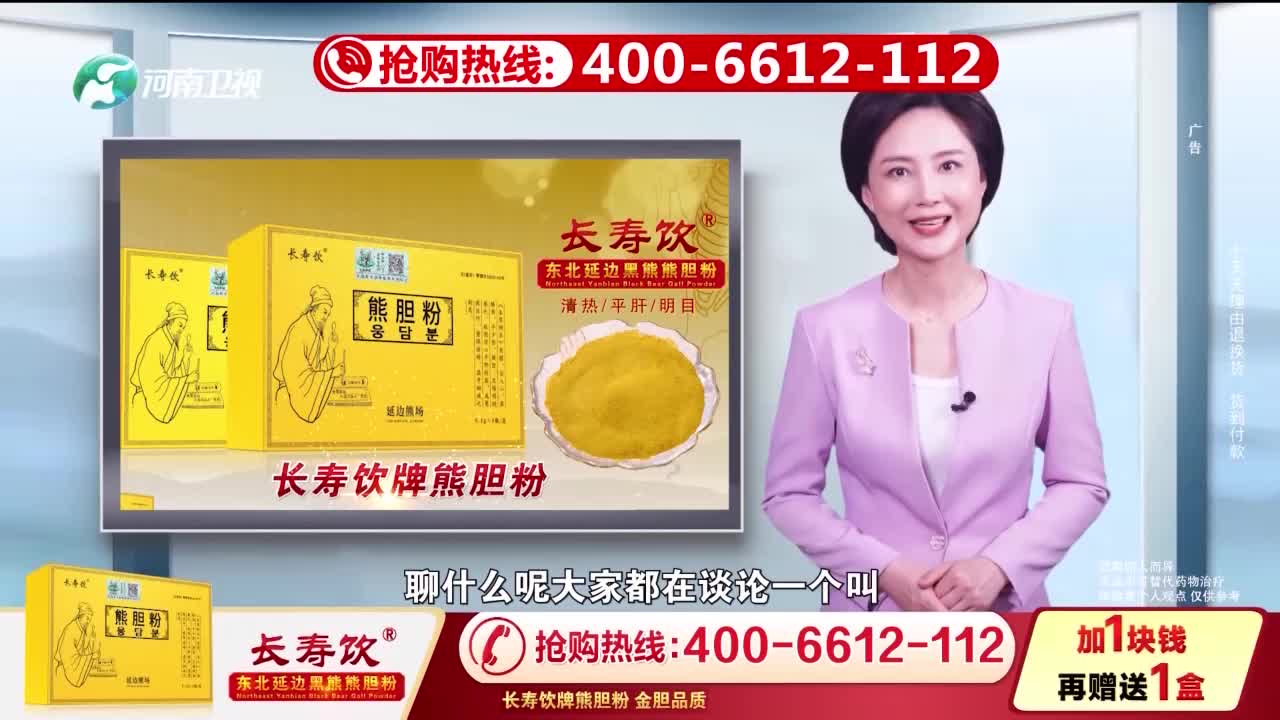 抢购热线: 400-6612-112
河南卫视
广告
长寿饮®
东北延边黑熊熊胆粉
Northeast Yanbian Black Bear Gall Powder
清热/平肝/明目
长寿饮
熊
长寿饮®
熊胆粉
웅담분
延边熊场
长寿饮牌熊胆粉
十天无理由退换货 货到付款
聊什么呢大家都在谈论一个叫
长寿饮
熊胆粉
웅담분
延边熊场
长寿饮®
东北延边黑熊熊胆粉
Northeast Yanbian Black Bear Gall Powder
抢购热线:400-6612-112
长寿饮牌熊胆粉 金胆品质
加1块钱
再赠送1盒